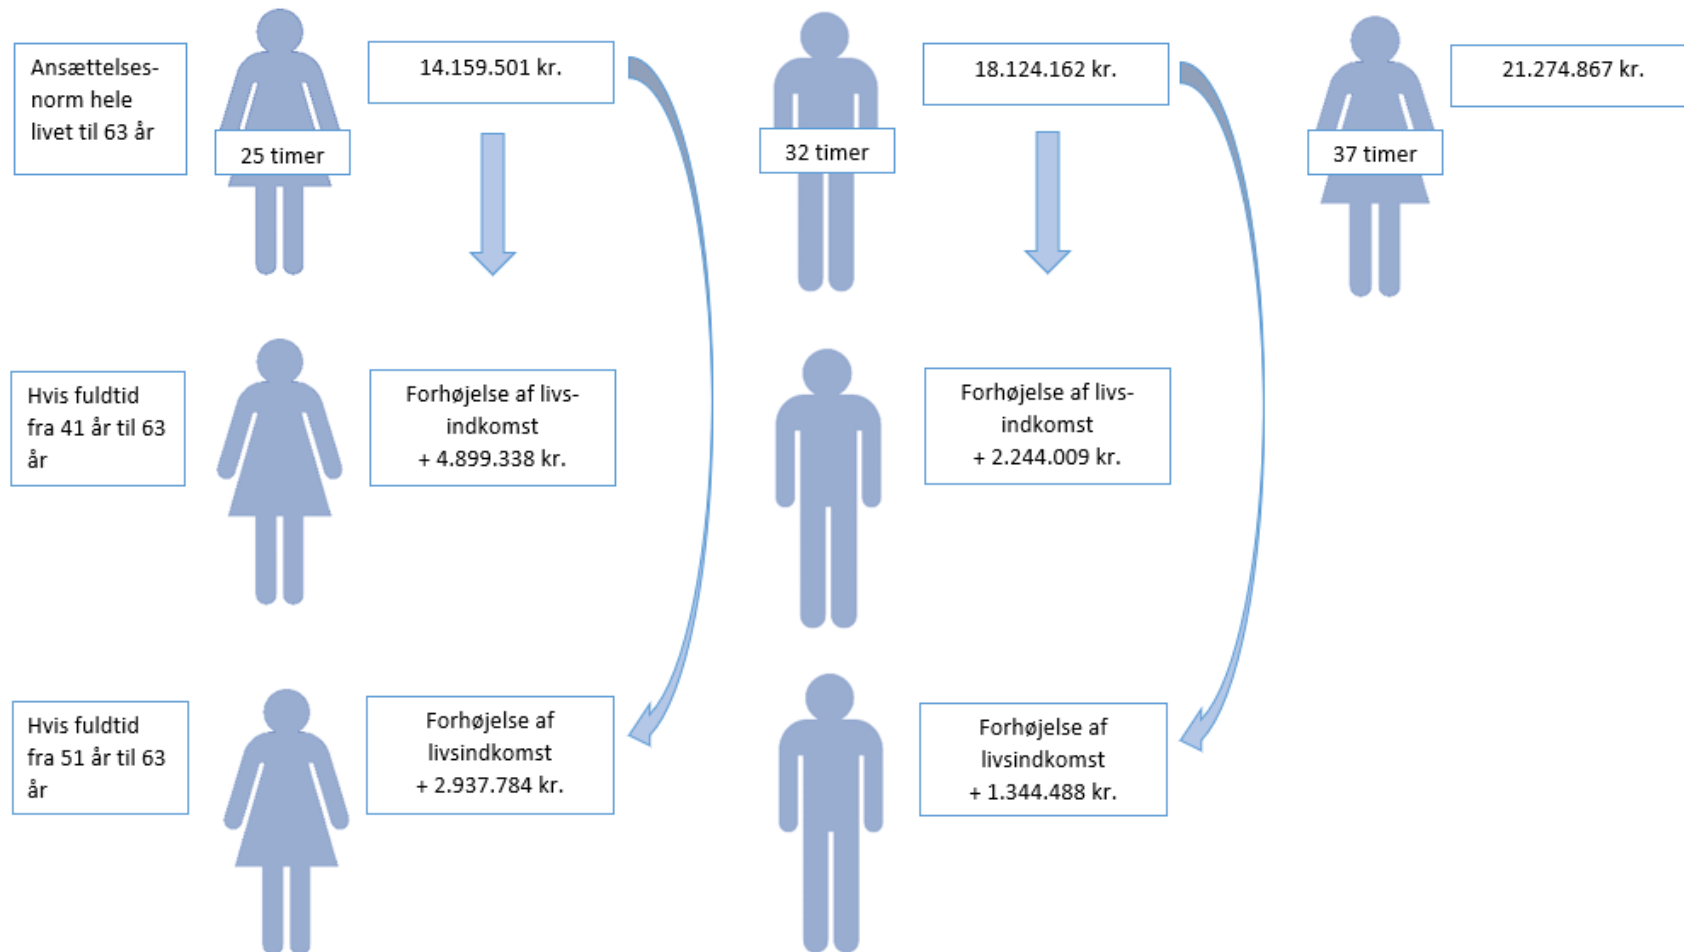 Ansættelses-
norm hele
livet til 63 år
25 timer
14.159.501 kr.
32 timer
18.124.162 kr.
37 timer
21.274.867 kr.
Hvis fuldtid
fra 41 år til 63
år
Forhøjelse af livs-
indkomst
+ 4.899.338 kr.
Forhøjelse af livs-
indkomst
+ 2.244.009 kr.
Hvis fuldtid
fra 51 år til 63
år
Forhøjelse af
livsindkomst
+ 2.937.784 kr.
Forhøjelse af
livsindkomst
+ 1.344.488 kr.